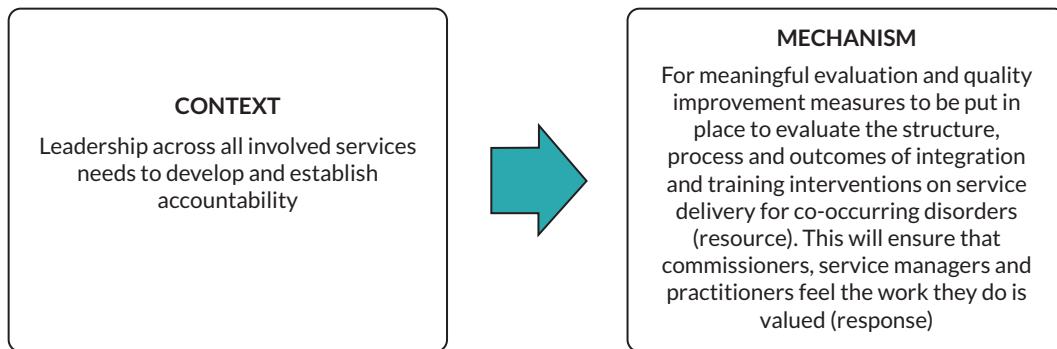 CONTEXT
Leadership across all involved services
needs to develop and establish
accountability
MECHANISM
For meaningful evaluation and quality
improvement measures to be put in
place to evaluate the structure,
process and outcomes of integration
and training interventions on service
delivery for co-occurring disorders
(resource). This will ensure that
commissioners, service managers and
practitioners feel the work they do is
valued (response)